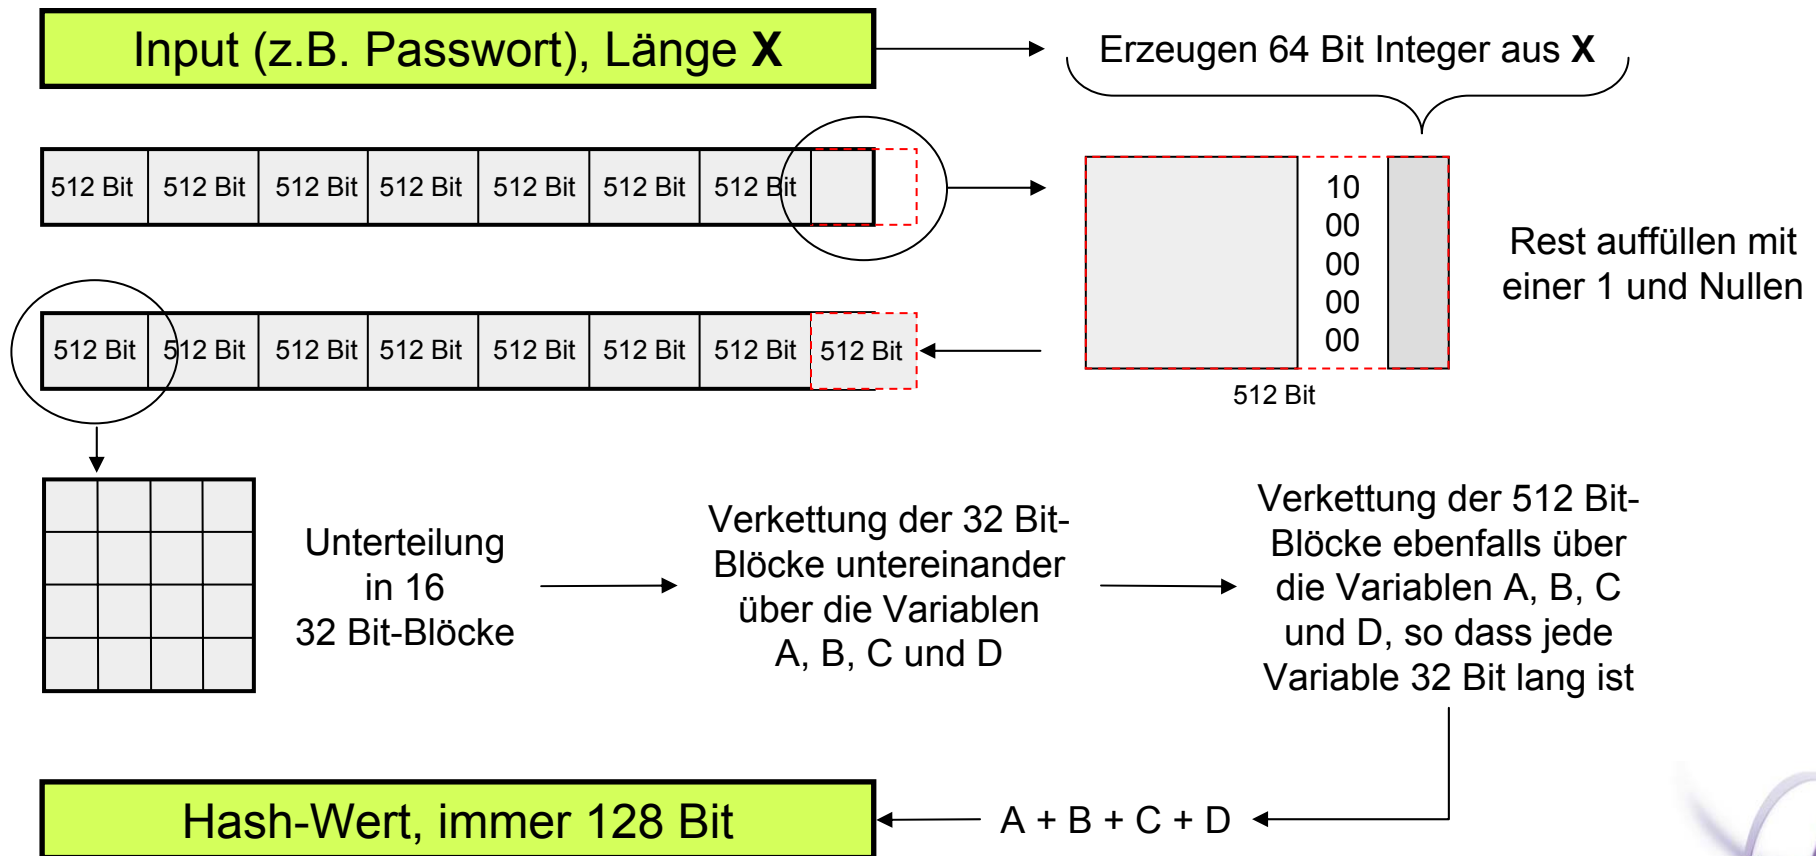 Input (z.B. Passwort), Länge X
Erzeugen 64 Bit Integer aus X
512 Bit 512 Bit 512 Bit 512 Bit 512 Bit 512 Bit 512 Bit
10
00
00
00
00
Rest auffüllen mit
einer 1 und Nullen
512 Bit 512 Bit 512 Bit 512 Bit 512 Bit 512 Bit 512 Bit 512 Bit
512 Bit
Unterteilung
in 16
32 Bit-Blöcke
Verkettung der 32 Bit-
Blöcke untereinander
über die Variablen
A, B, C und D
Verkettung der 512 Bit-
Blöcke ebenfalls über
die Variablen A, B, C
und D, so dass jede
Variable 32 Bit lang ist
Hash-Wert, immer 128 Bit
A + B + C + D